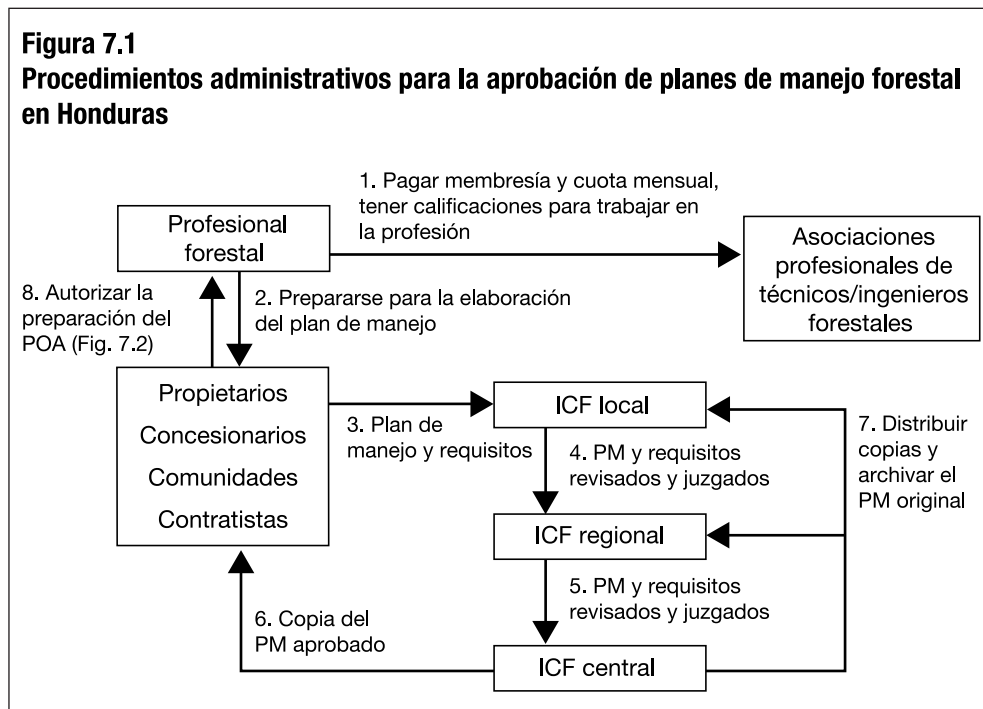 Figura 7.1
Procedimientos administrativos para la aprobación de planes de manejo forestal
en Honduras
1. Pagar membresía y cuota mensual,
tener calificaciones para trabajar en
la profesión
Profesional
forestal
Asociaciones
profesionales de
técnicos/ingenieros
forestales
8. Autorizar la
preparación del
POA (Fig. 7.2)
2. Prepararse para la elaboración
del plan de manejo
Propietarios
Concesionarios
Comunidades
Contratistas
3. Plan de
manejo y requisitos
ICF local
4. PM y requisitos
revisados y juzgados
7. Distribuir
copias y
archivar el
PM original
ICF regional
5. PM y requisitos
revisados y juzgados
6. Copia del
PM aprobado
ICF central